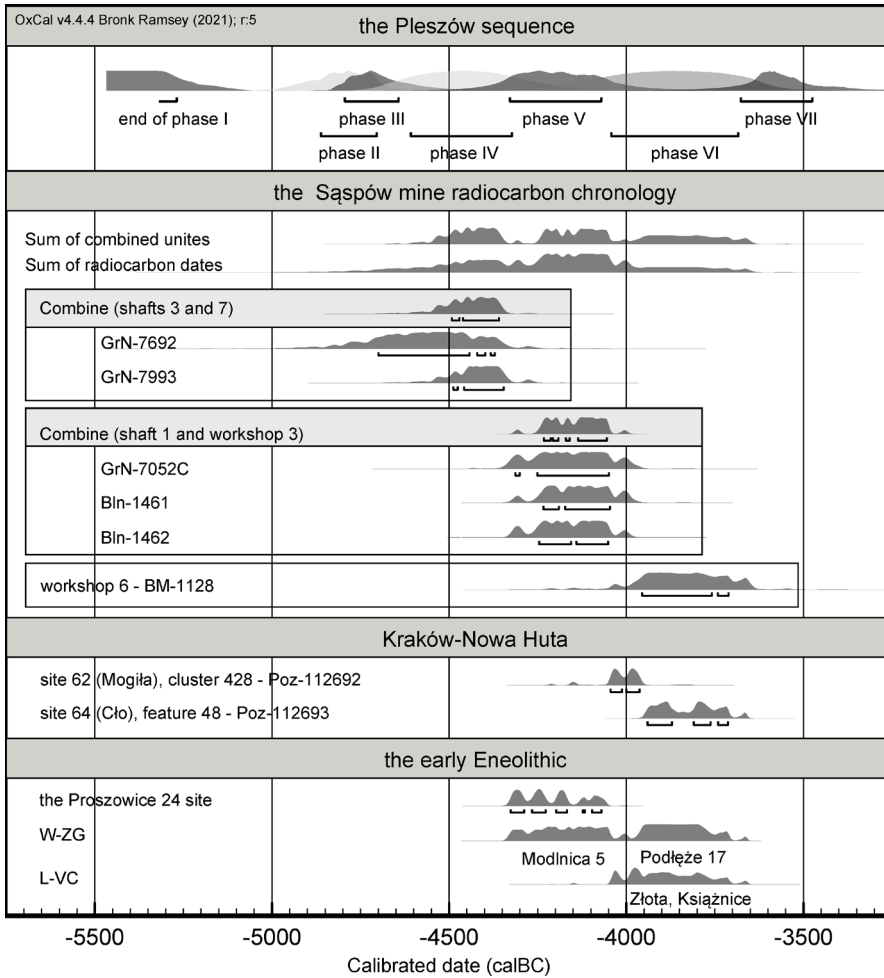 OxCal v4.4.4 Bronk Ramsey (2021); r:5
the Pleszów sequence
end of phase I
phase III
phase V
phase VII
phase II
phase IV
phase VI
the Sąspów mine radiocarbon chronology
Sum of combined unites
Sum of radiocarbon dates
Combine (shafts 3 and 7)
GrN-7692
GrN-7993
Combine (shaft 1 and workshop 3)
GrN-7052C
Bln-1461
Bln-1462
workshop 6 - BM-1128
Kraków-Nowa Huta
site 62 (Mogiła), cluster 428 - Poz-112692
site 64 (Cło), feature 48 - Poz-112693
the early Eneolithic
the Proszowice 24 site
W-ZG
Modlnica 5 Podłęże 17
L-VC
Złota, Książnice
-5500 -5000 -4500 -4000 -3500
Calibrated date (calBC)